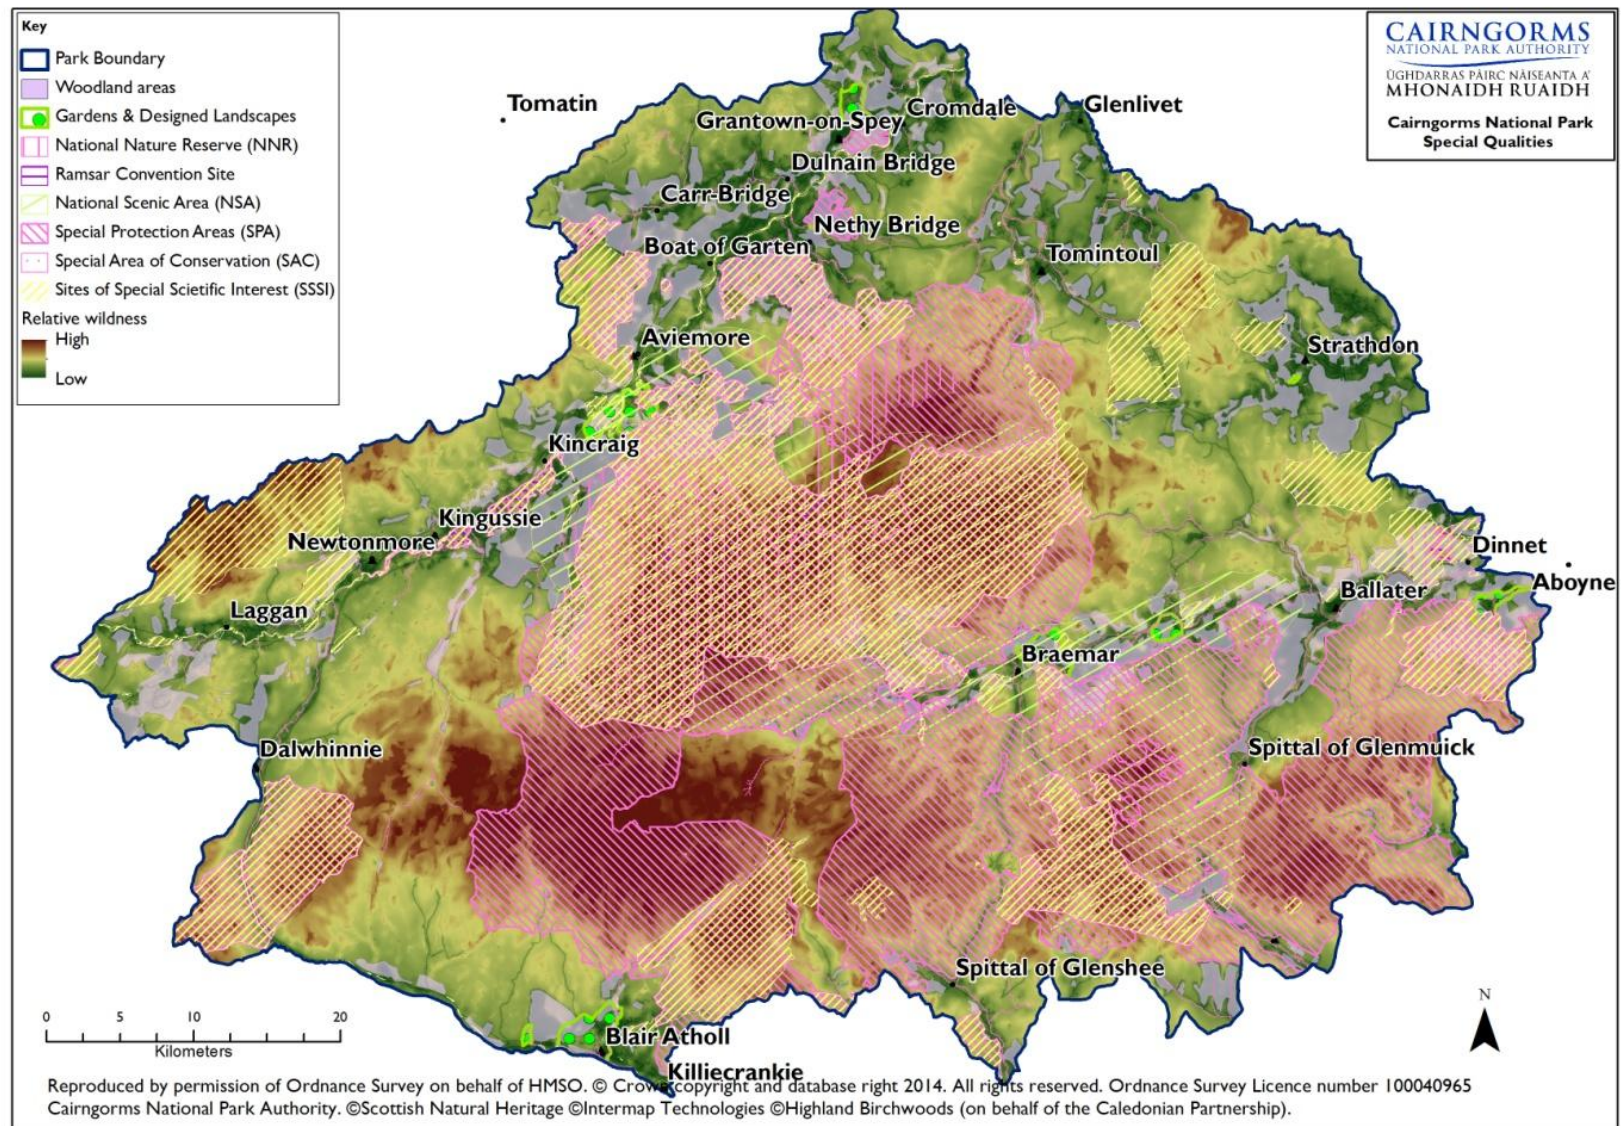 Key
Park Boundary
Woodland areas
Gardens & Designed Landscapes
National Nature Reserve (NNR)
Ramsar Convention Site
National Scenic Area (NSA)
Special Protection Areas (SPA)
Special Area of Conservation (SAC)
Sites of Special Scietific Interest (SSSI)
Relative wildness
High
Low
CAIRNGORMS
NATIONAL PARK AUTHORITY
ÙGHDARRAS PÀIRC NÀISEANTA A'
MHONAIDH RUAIDH
Cairngorms National Park
Special Qualities
Tomatin
Cromdale
Glenlivet
Grantown-on-Spey
Dulnain Bridge
Carr-Bridge
Nethy Bridge
Boat of Garten
Tomintoul
Aviemore
Strathdon
Kincraig
Kingussie
Newtonmore
Dinnet
Aboyne
Ballater
Laggan
Braemar
Dalwhinnie
Spittal of Glenmuick
Spittal of Glenshee
Blair Atholl
Killiecrankie
0 5 10 20
Kilometers
N
Reproduced by permission of Ordnance Survey on behalf of HMSO. © Crown copyright and database right 2014. All rights reserved. Ordnance Survey Licence number 100040965
Cairngorms National Park Authority. ©Scottish Natural Heritage ©Intermap Technologies ©Highland Birchwoods (on behalf of the Caledonian Partnership).